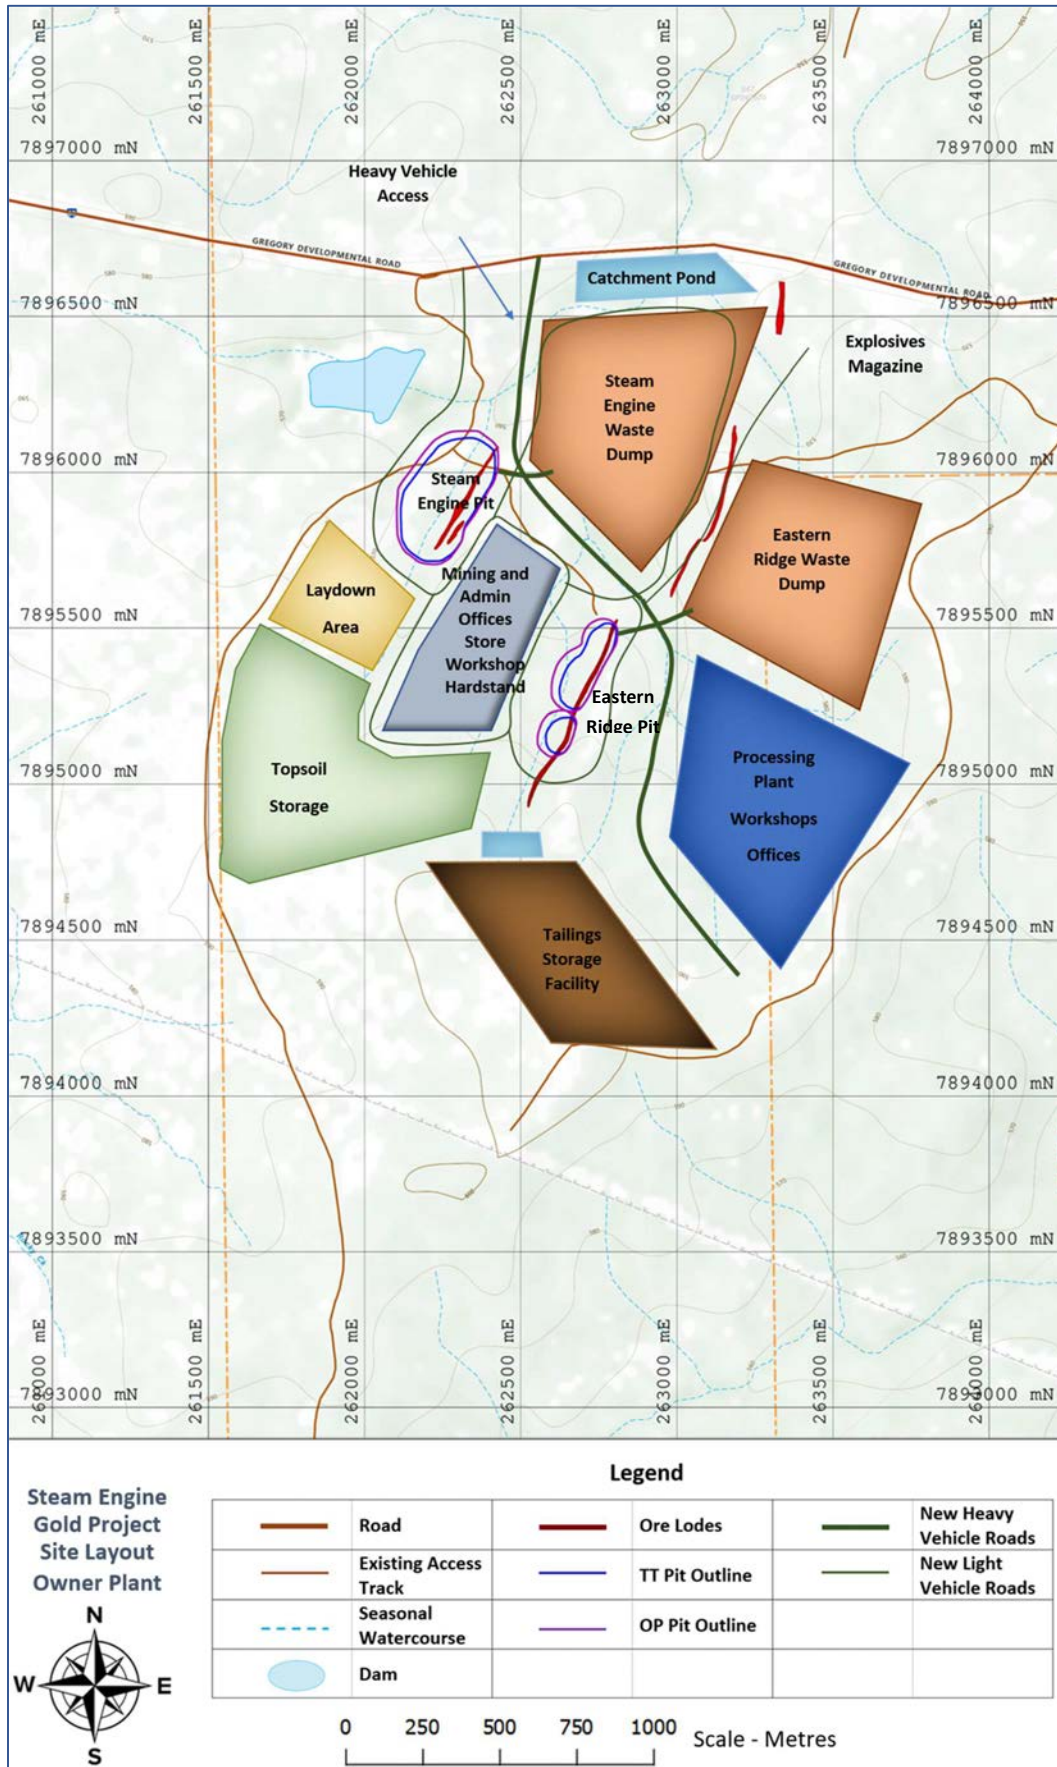 261000 mE
261500 mE
262000 mE
262500 mE
263000 mE
263500 mE
264000 mE
7897000 mN
7897000 mN
Heavy Vehicle
Access
GREGORY DEVELOPMENTAL ROAD
GREGORY DEVELOPMENTAL ROAD
Catchment Pond
7896500 mN
7896500 mN
Explosives
Magazine
Steam
Engine
Waste
Dump
7896000 mN
7896000 mN
Steam
Engine Pit
Eastern
Ridge Waste
Dump
Mining and
Admin
Offices
Store
Workshop
Hardstand
Laydown
Area
7895500 mN
7895500 mN
Eastern
Ridge Pit
Topsoil
Storage
Processing
Plant
Workshops
Offices
7895000 mN
7895000 mN
Tailings
Storage
Facility
7894500 mN
7894500 mN
7894000 mN
7894000 mN
7893500 mN
7893500 mN
7893000 mN
7893000 mN
261000 mE
261500 mE
262000 mE
262500 mE
263000 mE
263500 mE
264000 mE
Steam Engine
Gold Project
Site Layout
Owner Plant
N
W
E
S
Legend
Road
Ore Lodes
New Heavy
Vehicle Roads
Existing Access
Track
TT Pit Outline
New Light
Vehicle Roads
Seasonal
Watercourse
OP Pit Outline
Dam
0 250 500 750 1000
Scale - Metres